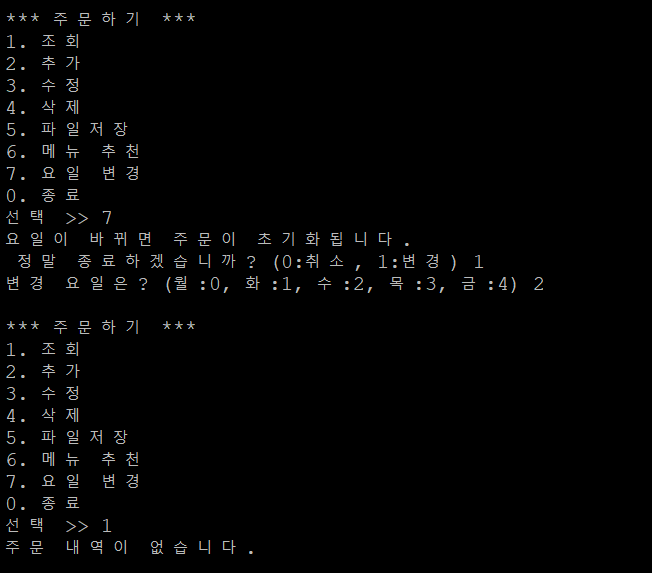 *** 주문하기 ***
1. 조회
2. 추가
3. 수정
4. 삭제
5. 파일저장
6. 메뉴 추천
7. 요일 변경
0. 종료
선택 >> 7
요일이 바뀌면 주문이 초기화됩니다.
정말 종료하겠습니까? (0:취소, 1:변경) 1
변경 요일은? (월:0, 화:1, 수:2, 목:3, 금:4) 2
*** 주문하기 ***
1. 조회
2. 추가
3. 수정
4. 삭제
5. 파일저장
6. 메뉴 추천
7. 요일 변경
0. 종료
선택 >> 1
주문 내역이 없습니다.